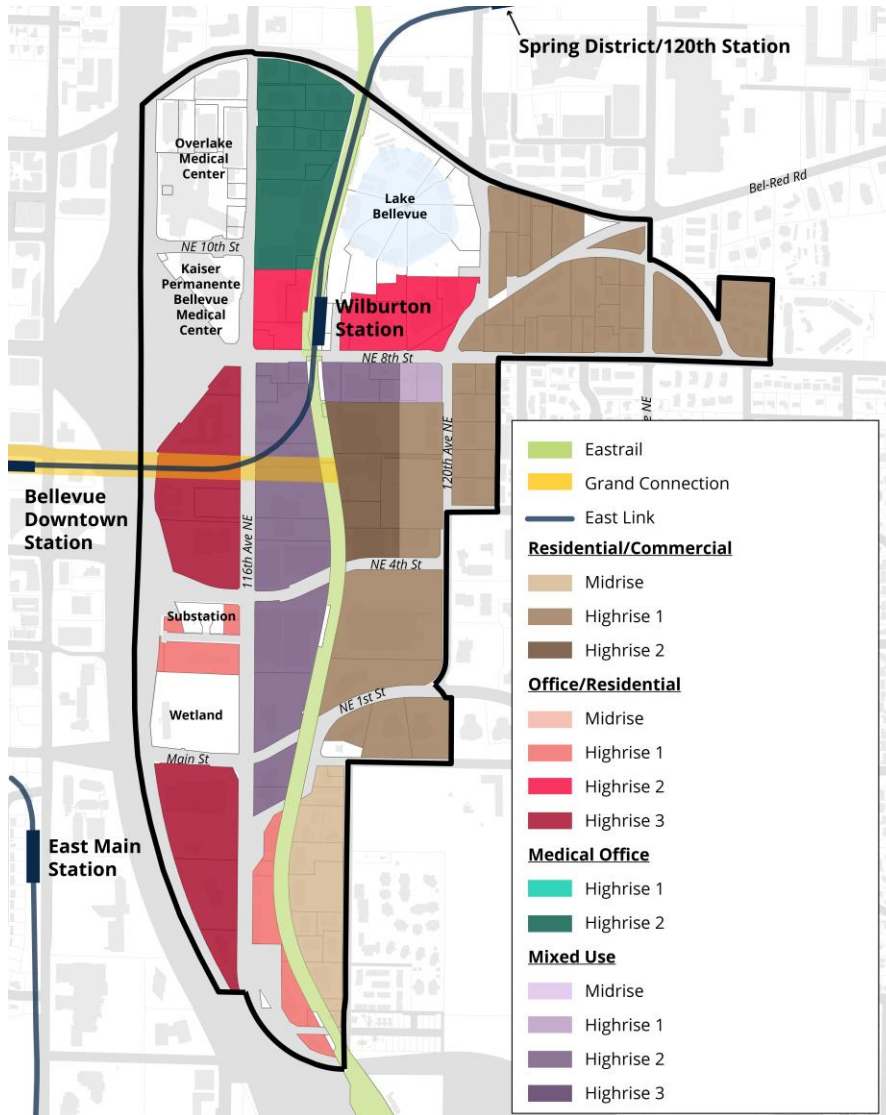 Spring District/120th Station
Bel-Red Rd
Overlake
Medical
Center
Lake
Bellevue
NE 10th St
Kaiser
Permanente
Bellevue
Medical
Center
Wilburton
Station
NE 8th St
Bellevue
Downtown
Station
116th Ave NE
120th Ave NE
NE 4th St
Substation
Wetland
NE 1st St
Main St
East Main
Station
NE
Eastrail
Grand Connection
East Link
Residential/Commercial
Midrise
Highrise 1
Highrise 2
Office/Residential
Midrise
Highrise 1
Highrise 2
Highrise 3
Medical Office
Highrise 1
Highrise 2
Mixed Use
Midrise
Highrise 1
Highrise 2
Highrise 3